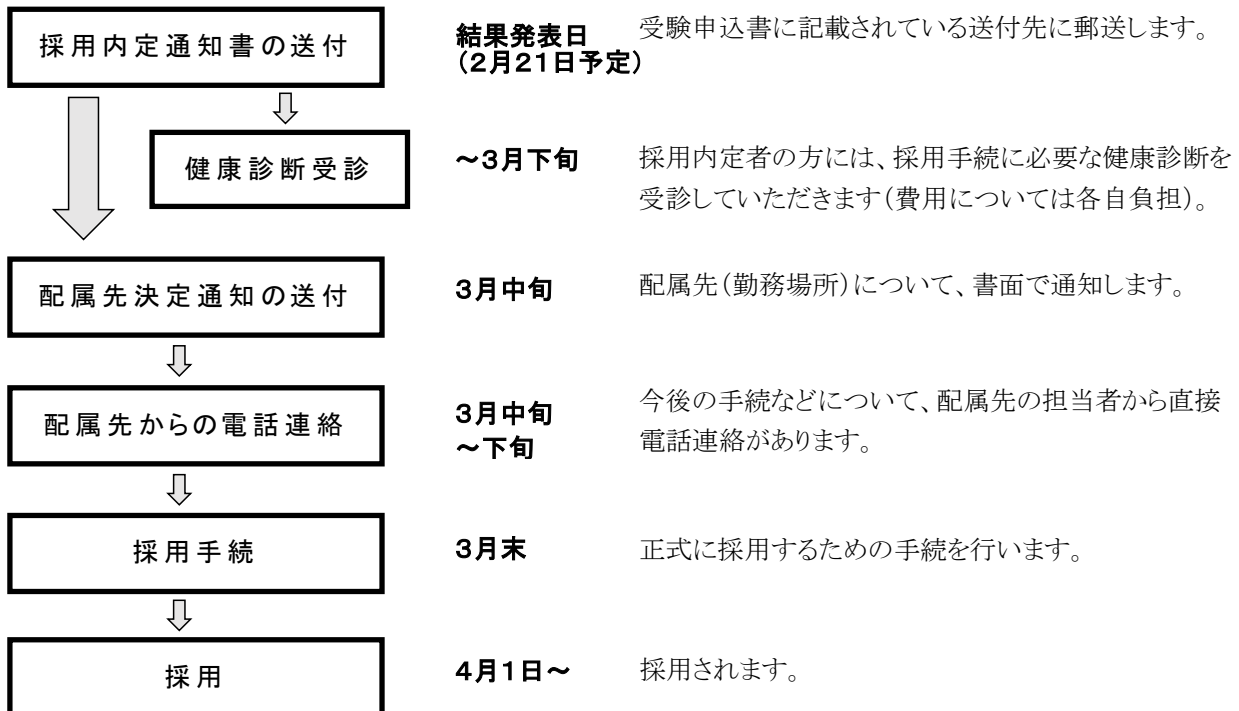 採用内定通知書の送付
結果発表日
(2月21日予定)
受験申込書に記載されている送付先に郵送します。
健康診断受診
～3月下旬
採用内定者の方には、採用手続に必要な健康診断を
受診していただきます(費用については各自負担)。
配属先決定通知の送付
3月中旬
配属先(勤務場所)について、書面で通知します。
配属先からの電話連絡
3月中旬
～下旬
今後の手続などについて、配属先の担当者から直接
電話連絡があります。
採用手続
3月末
正式に採用するための手続を行います。
採用
4月1日～
採用されます。